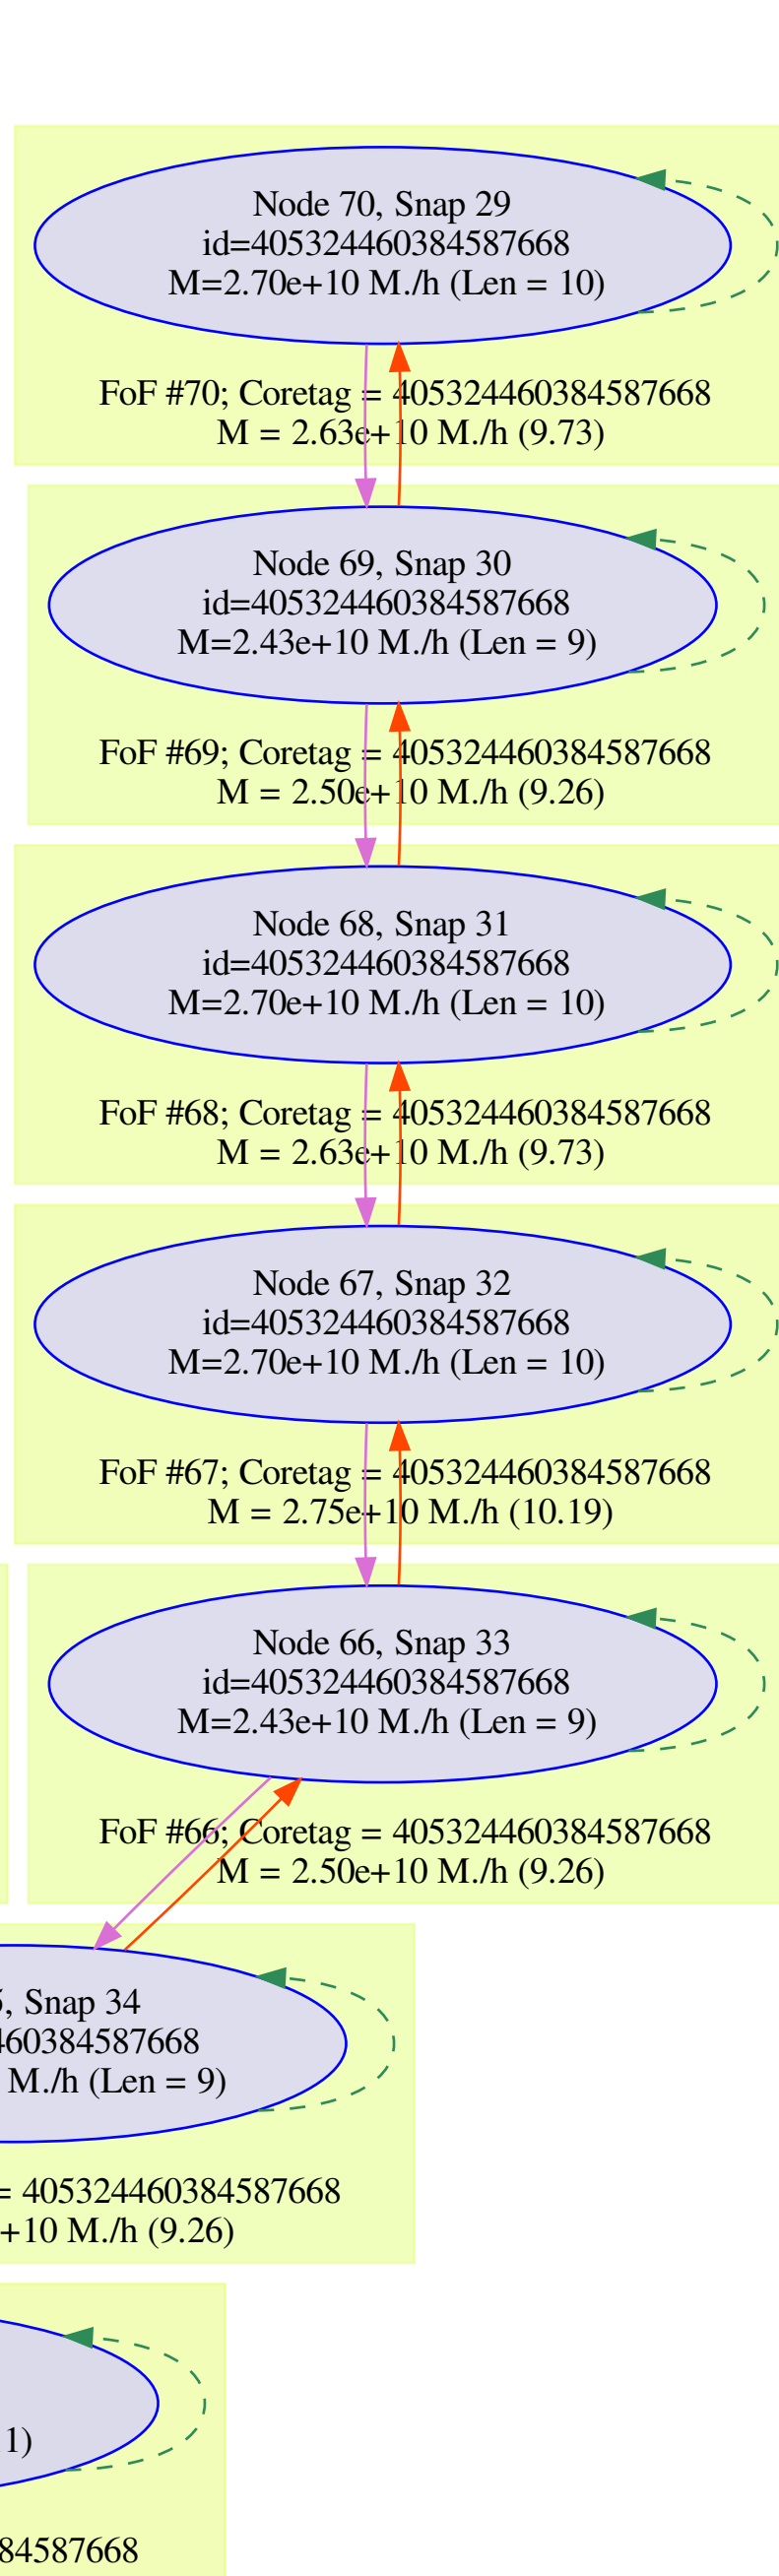 Node 70, Snap 29
id=405324460384587668
M=2.70e+10 M./h (Len = 10)
FoF #70; Coretag = 405324460384587668
M = 2.63e+10 M./h (9.73)
Node 69, Snap 30
id=405324460384587668
M=2.43e+10 M./h (Len = 9)
FoF #69; Coretag = 405324460384587668
M = 2.50e+10 M./h (9.26)
Node 68, Snap 31
id=405324460384587668
M=2.70e+10 M./h (Len = 10)
FoF #68; Coretag = 405324460384587668
M = 2.63e+10 M./h (9.73)
Node 67, Snap 32
id=405324460384587668
M=2.70e+10 M./h (Len = 10)
FoF #67; Coretag = 405324460384587668
M = 2.75e+10 M./h (10.19)
Node 66, Snap 33
id=405324460384587668
M=2.43e+10 M./h (Len = 9)
FoF #66; Coretag = 405324460384587668
M = 2.50e+10 M./h (9.26)
, Snap 34
460384587668
M./h (Len = 9)
= 405324460384587668
+10 M./h (9.26)
1)
84587668